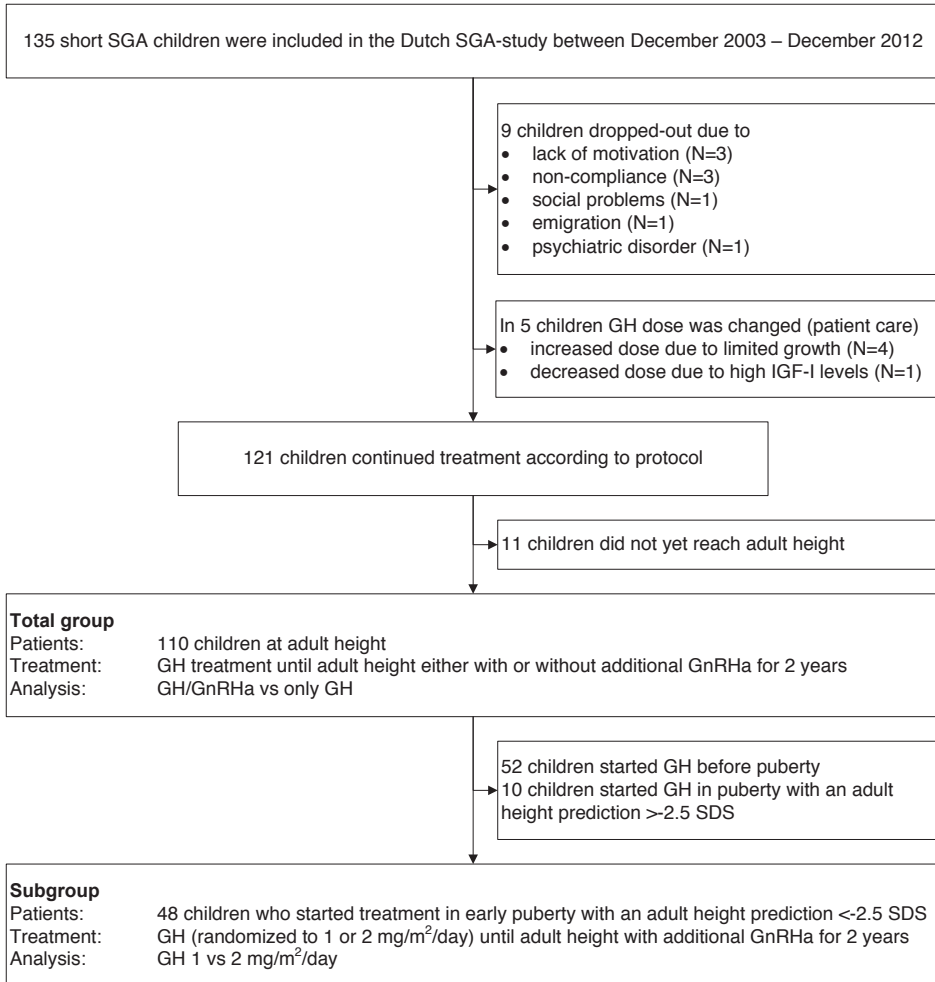 135 short SGA children were included in the Dutch SGA-study between December 2003 – December 2012
9 children dropped-out due to
• lack of motivation (N=3)
• non-compliance (N=3)
• social problems (N=1)
• emigration (N=1)
• psychiatric disorder (N=1)
In 5 children GH dose was changed (patient care)
• increased dose due to limited growth (N=4)
• decreased dose due to high IGF-I levels (N=1)
121 children continued treatment according to protocol
11 children did not yet reach adult height
Total group
Patients: 110 children at adult height
Treatment: GH treatment until adult height either with or without additional GnRHa for 2 years
Analysis: GH/GnRHa vs only GH
52 children started GH before puberty
10 children started GH in puberty with an adult
height prediction >-2.5 SDS
Subgroup
Patients: 48 children who started treatment in early puberty with an adult height prediction <-2.5 SDS
Treatment: GH (randomized to 1 or 2 mg/m²/day) until adult height with additional GnRHa for 2 years
Analysis: GH 1 vs 2 mg/m²/day